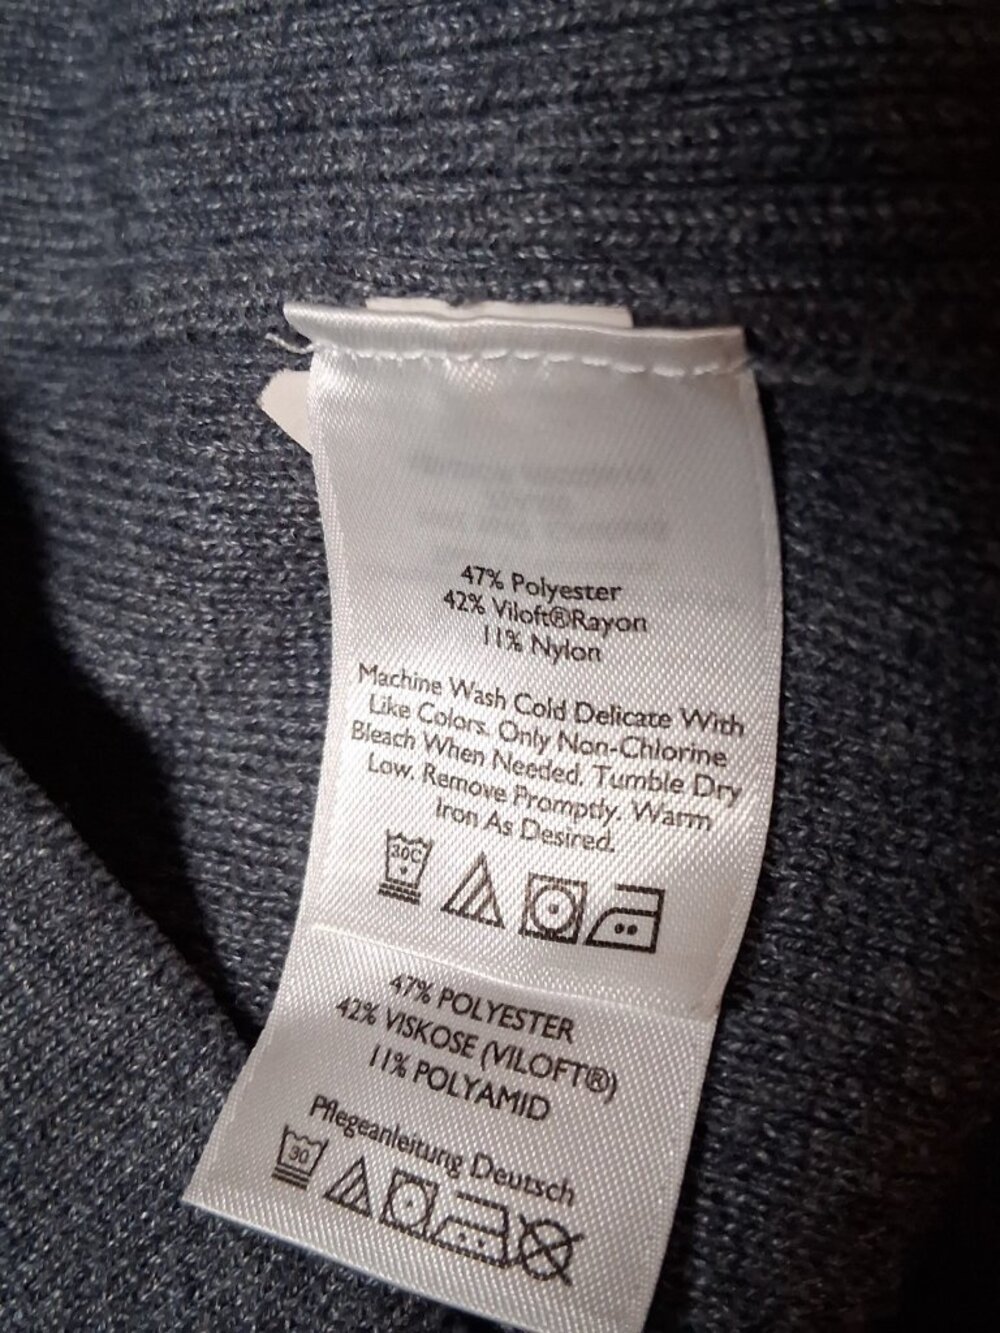 47% Polyester
42% Viloft®Rayon
11% Nylon
Machine Wash Cold Delicate With
Like Colors. Only Non-Chlorine
Bleach When Needed. Tumble Dry
Low. Remove Promptly. Warm
Iron As Desired.
30C
47% POLYESTER
42% VISKOSE (VILOFT®)
11% POLYAMID
Pflegeanleitung Deutsch
30